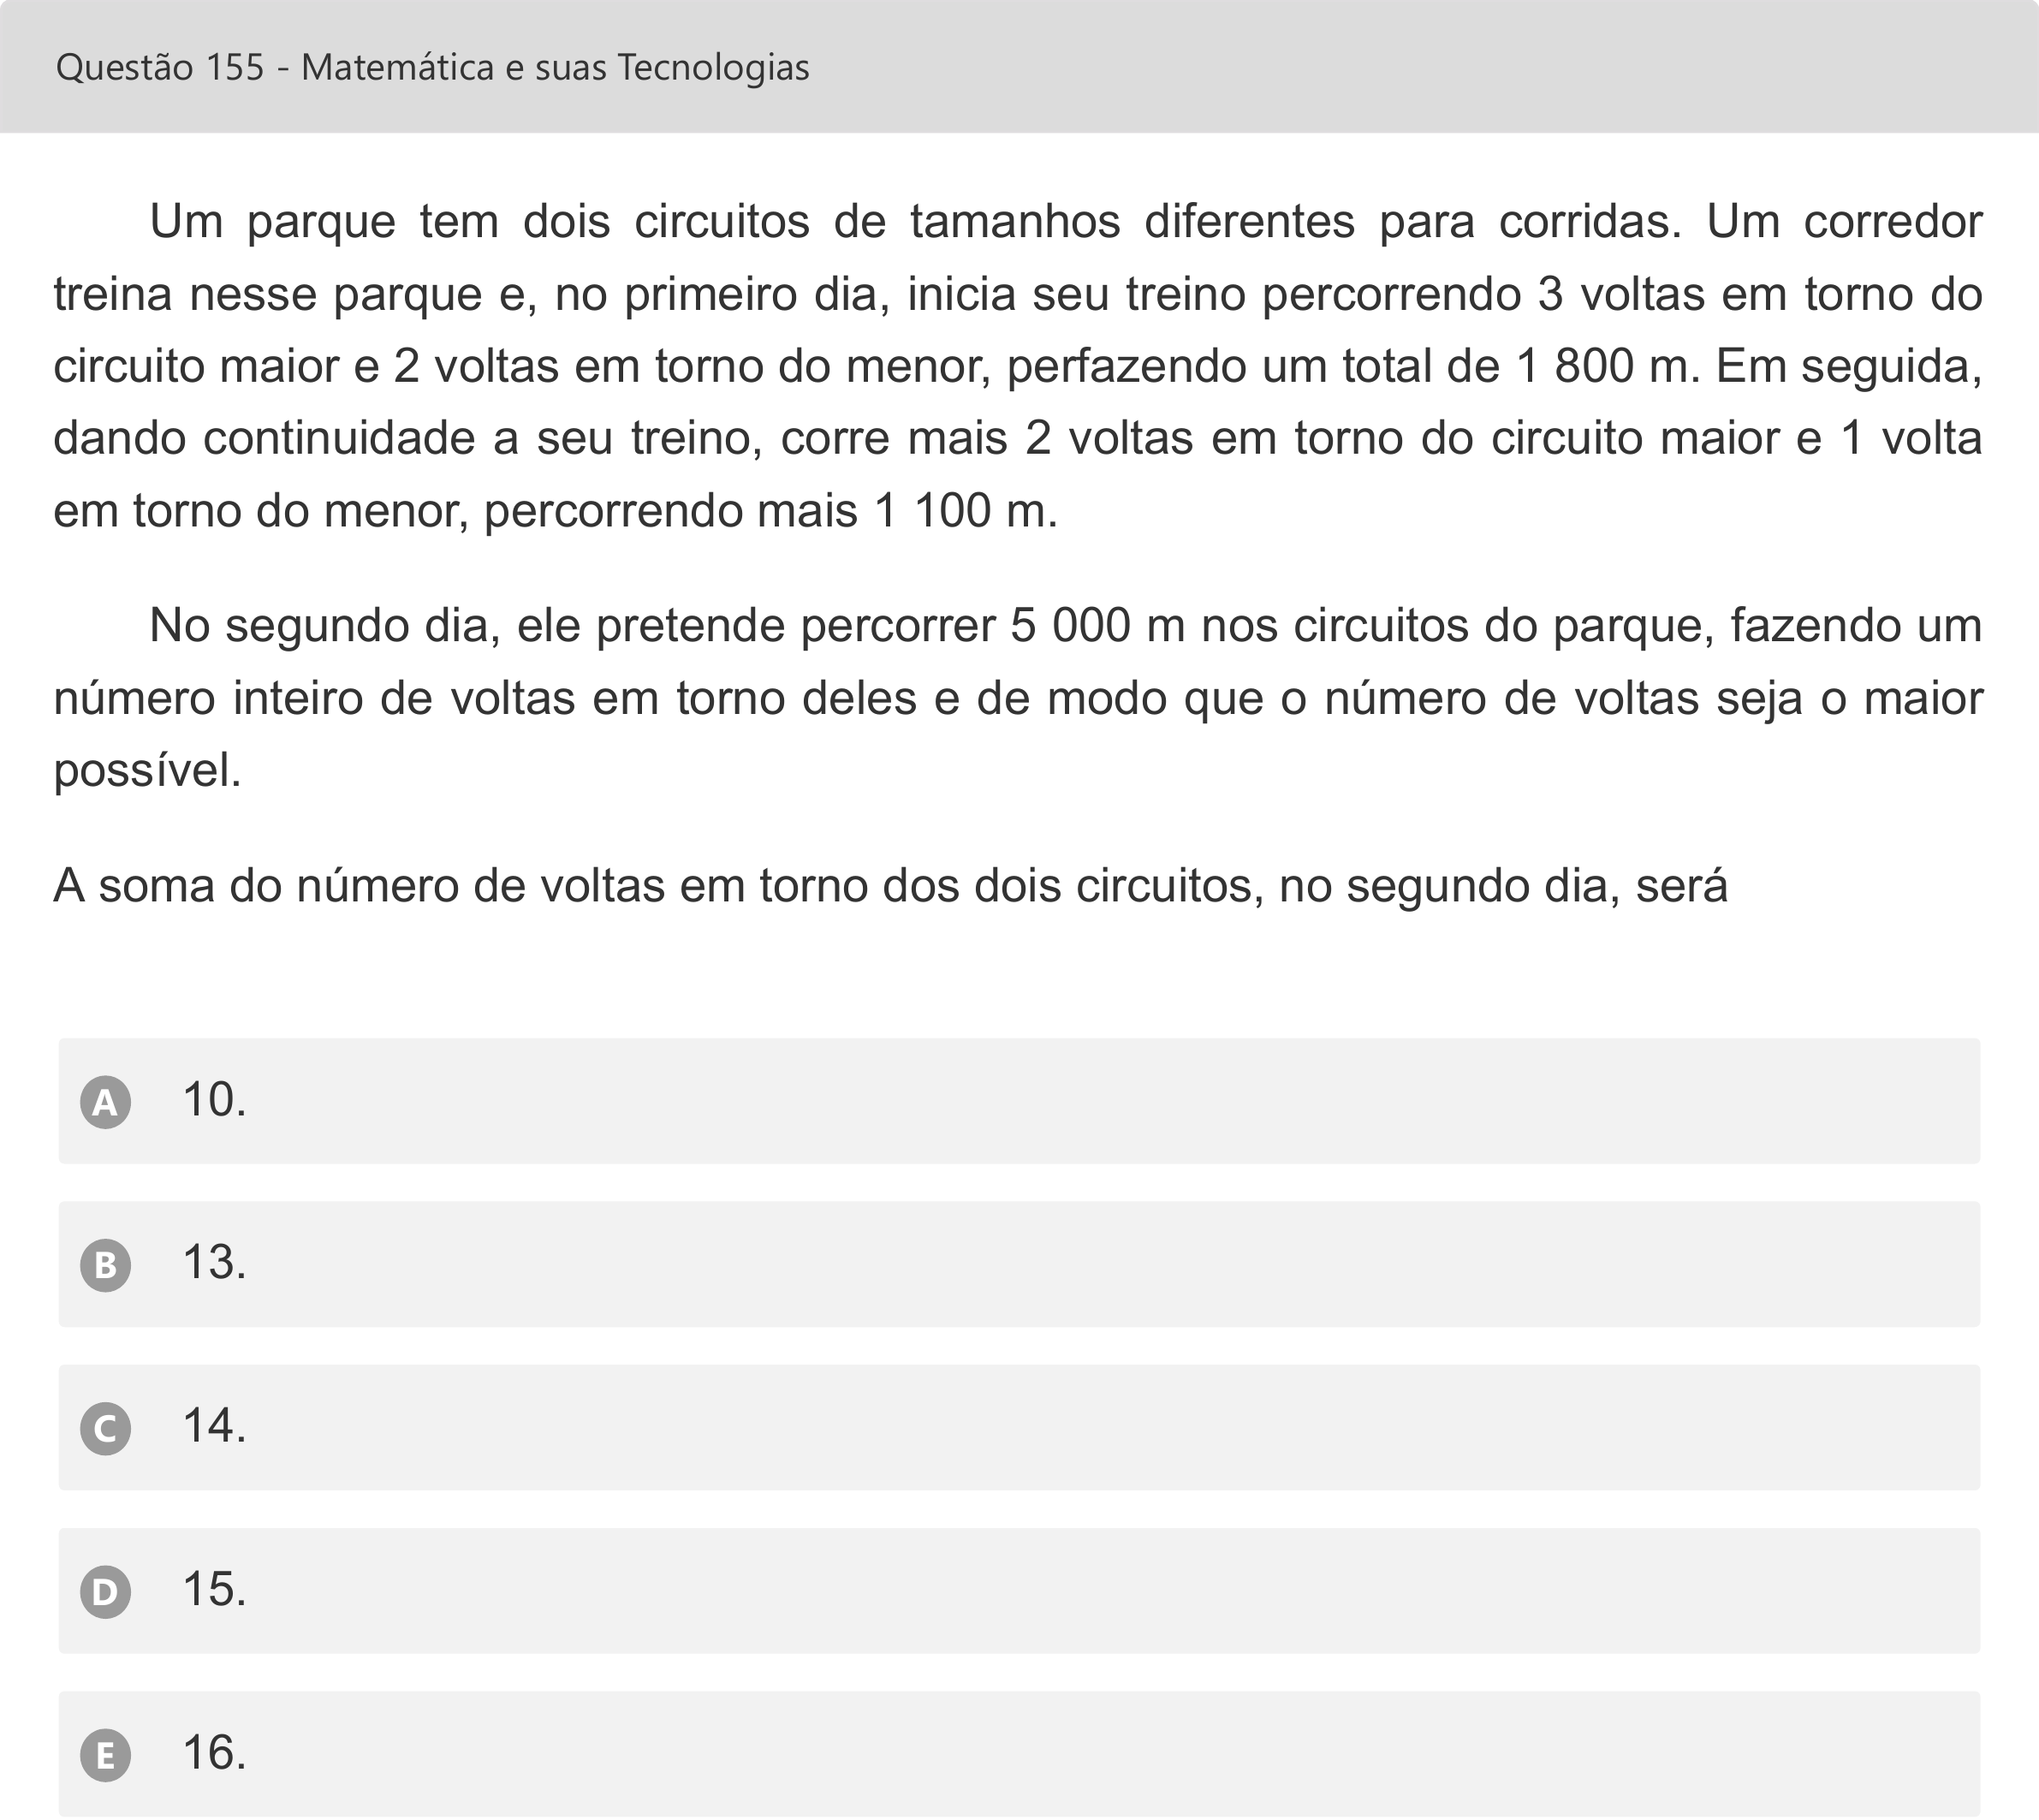 Questão 155 - Matemática e suas Tecnologias
Um parque tem dois circuitos de tamanhos diferentes para corridas. Um corredor
treina nesse parque e, no primeiro dia, inicia seu treino percorrendo 3 voltas em torno do
circuito maior e 2 voltas em torno do menor, perfazendo um total de 1 800 m. Em seguida,
dando continuidade a seu treino, corre mais 2 voltas em torno do circuito maior e 1 volta
em torno do menor, percorrendo mais 1 100 m.
No segundo dia, ele pretende percorrer 5 000 m nos circuitos do parque, fazendo um
número inteiro de voltas em torno deles e de modo que o número de voltas seja o maior
possível.
A soma do número de voltas em torno dos dois circuitos, no segundo dia, será
A 10.
B 13.
C 14.
D 15.
E 16.